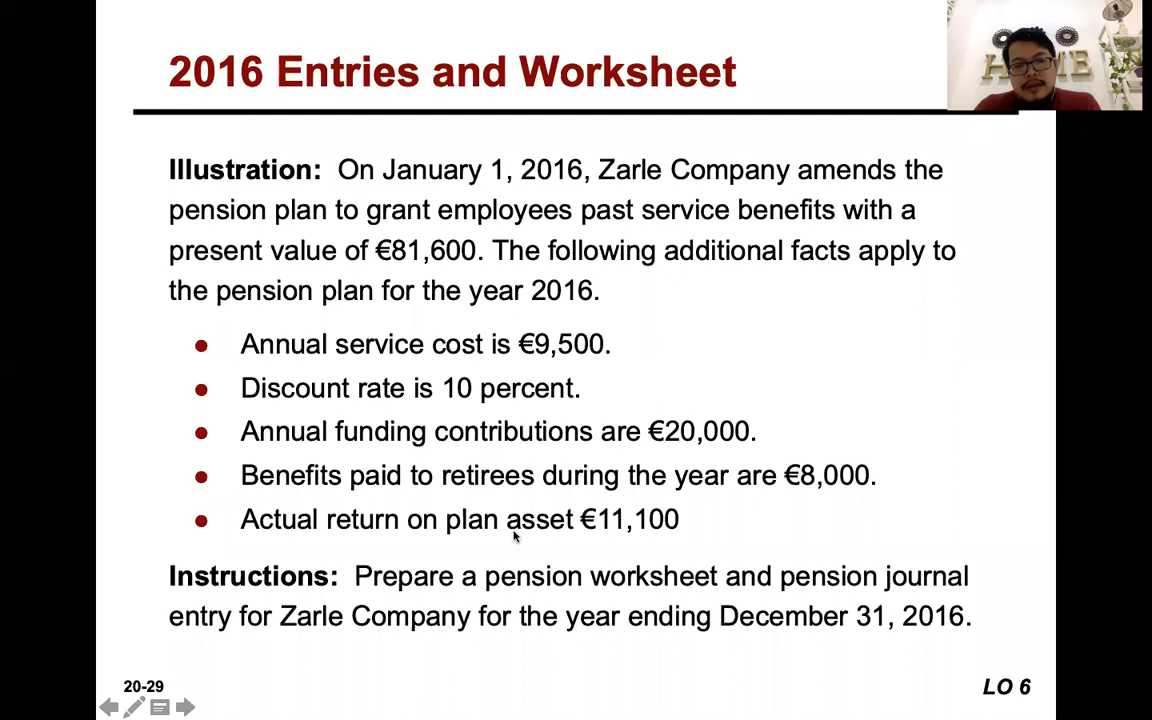 2016 Entries and Worksheet
HOME
Illustration: On January 1, 2016, Zarle Company amends the
pension plan to grant employees past service benefits with a
present value of €81,600. The following additional facts apply to
the pension plan for the year 2016.
● Annual service cost is €9,500.
● Discount rate is 10 percent.
● Annual funding contributions are €20,000.
● Benefits paid to retirees during the year are €8,000.
● Actual return on plan asset €11,100
Instructions: Prepare a pension worksheet and pension journal
entry for Zarle Company for the year ending December 31, 2016.
20-29
LO 6